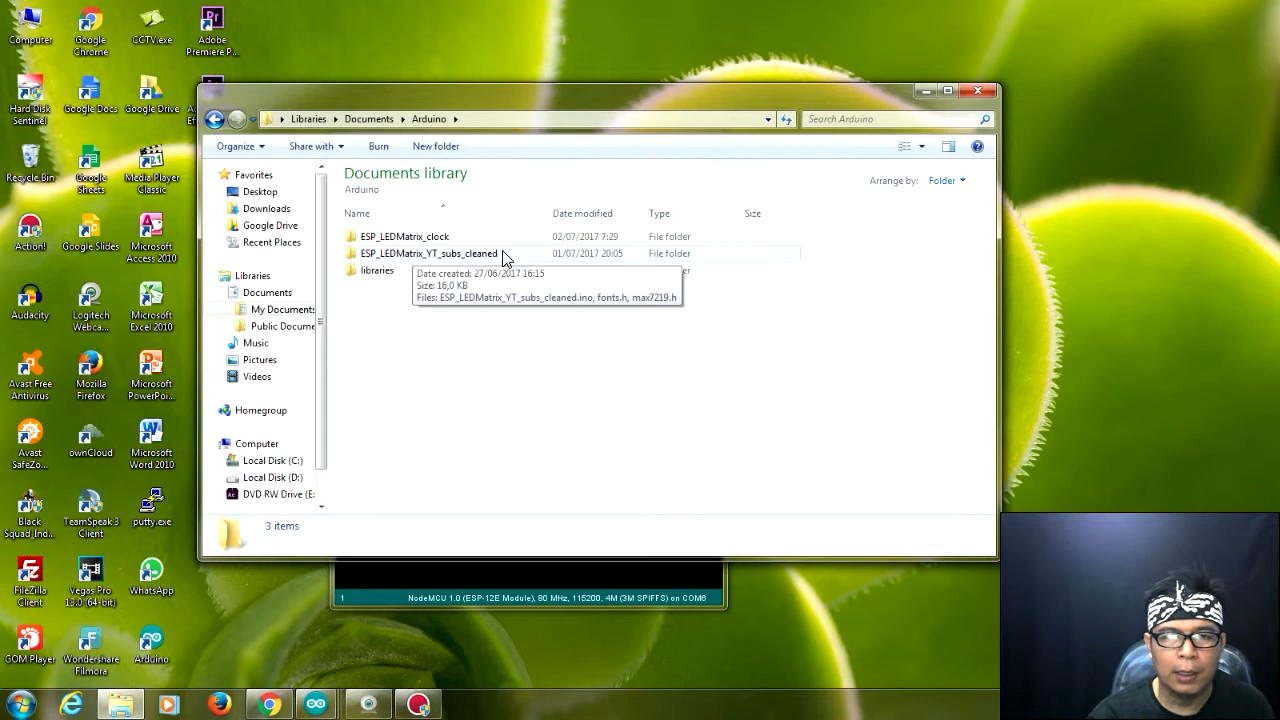 Computer
Google Chrome
CCTV.exe
Adobe Premiere P...
Hard Disk Sentinel
Google Docs
Google Drive
Recycle Bin
Google Sheets
Media Player Classic
Action!
Google Slides
Microsoft Access 2010
Audacity
Logitech Webca...
Microsoft Excel 2010
Avast Free Antivirus
Mozilla Firefox
Microsoft PowerPoi...
Avast SafeZo...
ownCloud
Microsoft Word 2010
Black Squad_Ind...
TeamSpeak 3 Client
putty.exe
FileZilla Client
Vegas Pro 13.0 (64-bit)
WhatsApp
GOM Player
Wondershare Filmora
Arduino
Libraries Documents Arduino
Search Arduino
Organize Share with Burn New folder
Documents library
Arduino
Arrange by: Folder
Name Date modified Type Size
ESP_LEDMatrix_clock 02/07/2017 7:29 File folder
ESP_LEDMatrix_YT_subs_cleaned 01/07/2017 20:05 File folder
libraries
Date created: 27/06/2017 16:15
Size: 16,0 KB
Files: ESP_LEDMatrix_YT_subs_cleaned.ino, fonts.h, max7219.h
Favorites
Desktop
Downloads
Google Drive
Recent Places
Libraries
Documents
My Documents
Public Docume
Music
Pictures
Videos
Homegroup
Computer
Local Disk (C:)
Local Disk (D:)
DVD RW Drive (E:
3 items
1 NodeMCU 1.0 (ESP-12E Module), 80 MHz, 115200, 4M (3M SPIFFS) on COM6